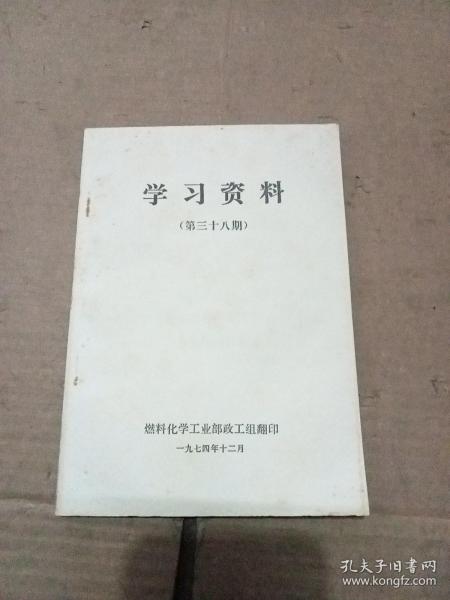 学习资料
（第三十八期）
燃料化学工业部政工组翻印
一九七四年十二月
孔夫子旧书网
www.kongfz.com